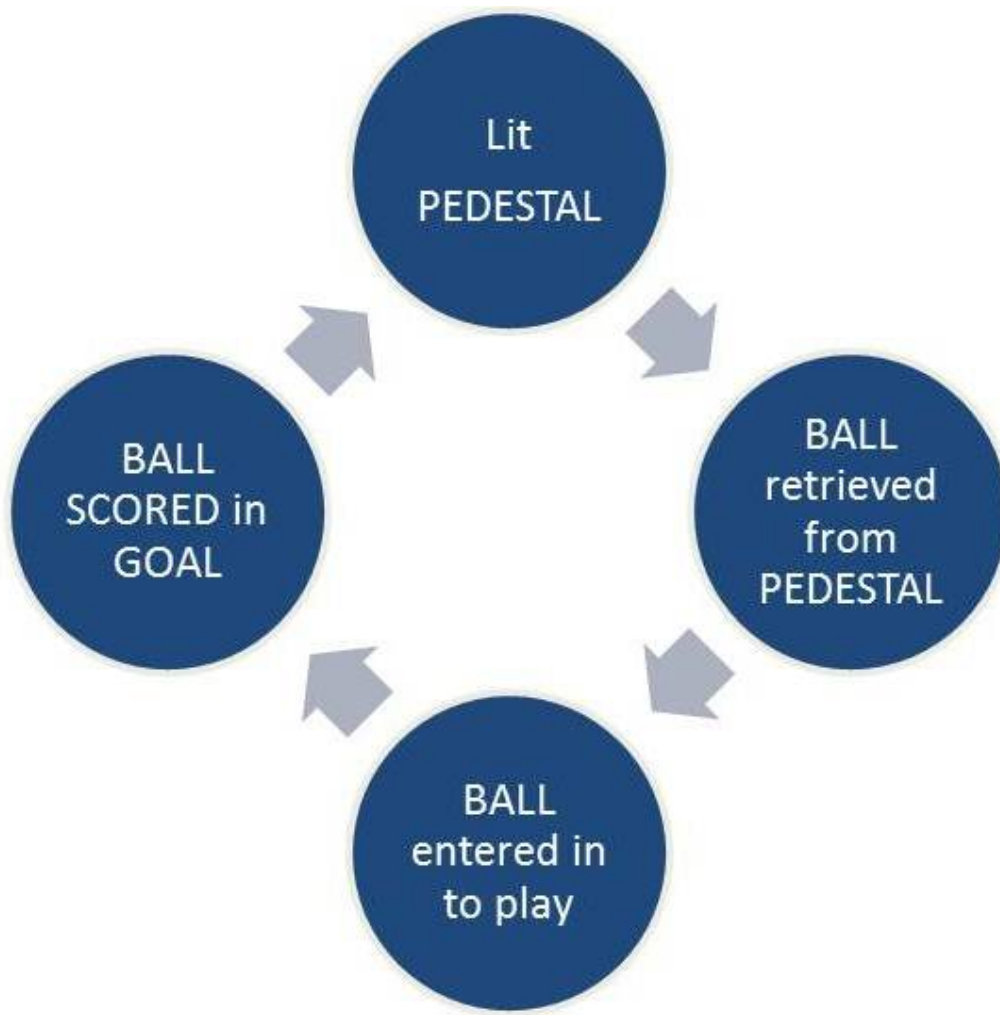 Lit
PEDESTAL
BALL
retrieved
from
PEDESTAL
BALL
entered in
to play
BALL
SCORED in
GOAL